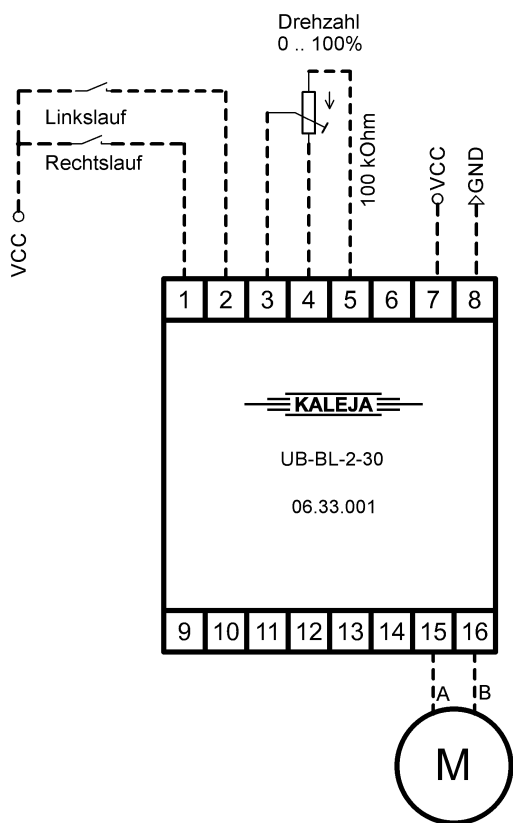 Drehzahl
0 .. 100%
Linkslauf
Rechtslauf
VCC
100 kOhm
VCC
GND
1 2 3 4 5 6 7 8
KALEJA
UB-BL-2-30
06.33.001
9 10 11 12 13 14 15 16
A B
M